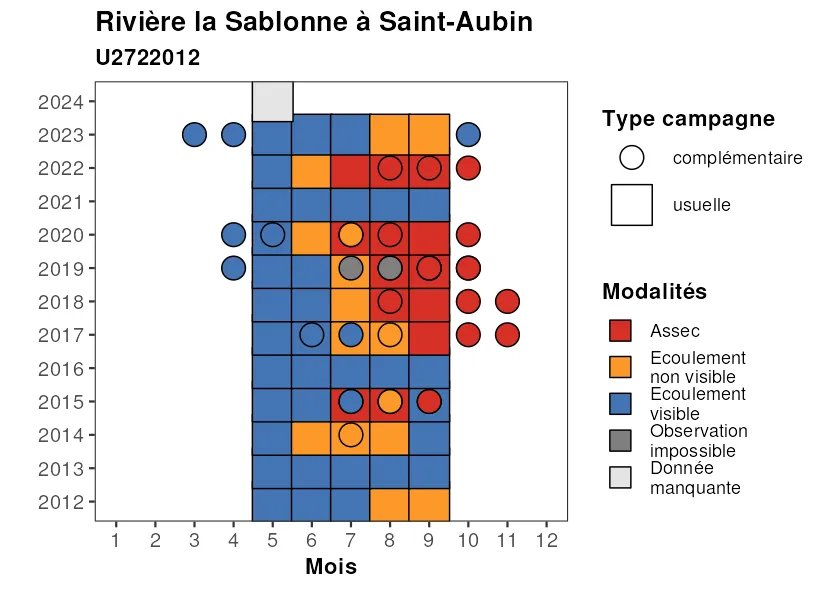 Rivière la Sablonne à Saint-Aubin
U2722012
2024
2023
2022
2021
2020
2019
2018
2017
2016
2015
2014
2013
2012
1 2 3 4 5 6 7 8 9 10 11 12
Mois
Type campagne
complémentaire
usuelle
Modalités
Assec
Ecoulement
non visible
Ecoulement
visible
Observation
impossible
Donnée
manquante